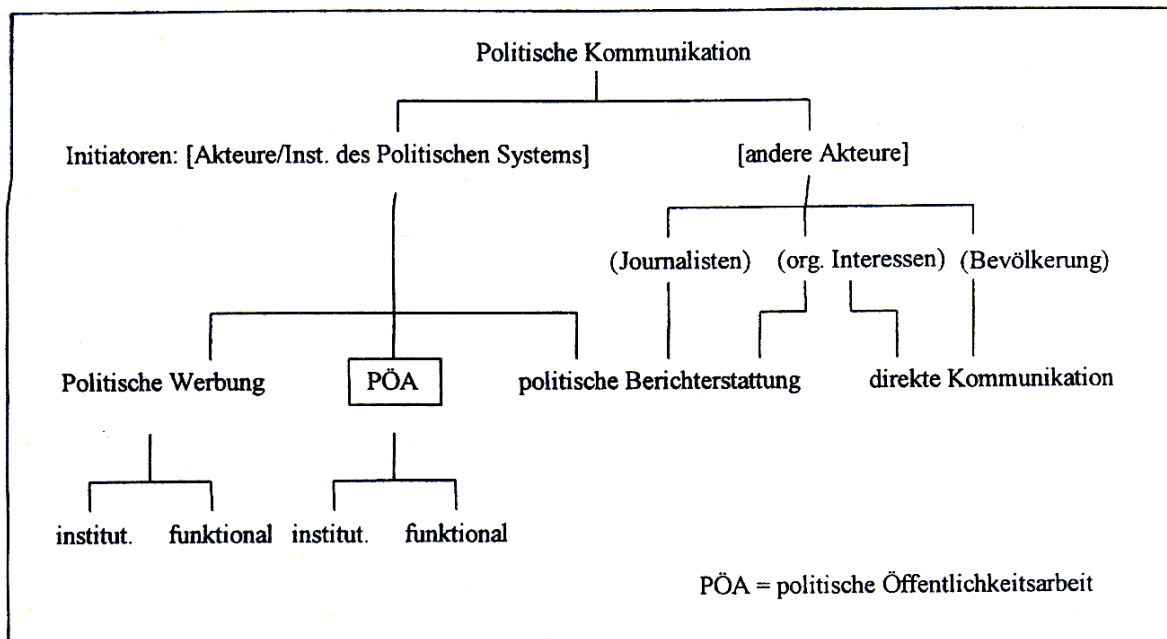 Politische Kommunikation
Initiatoren: [Akteure/Inst. des Politischen Systems] [andere Akteure]
(Journalisten) (org. Interessen) (Bevölkerung)
Politische Werbung PÖA politische Berichterstattung direkte Kommunikation
institut. funktional institut. funktional
PÖA = politische Öffentlichkeitsarbeit